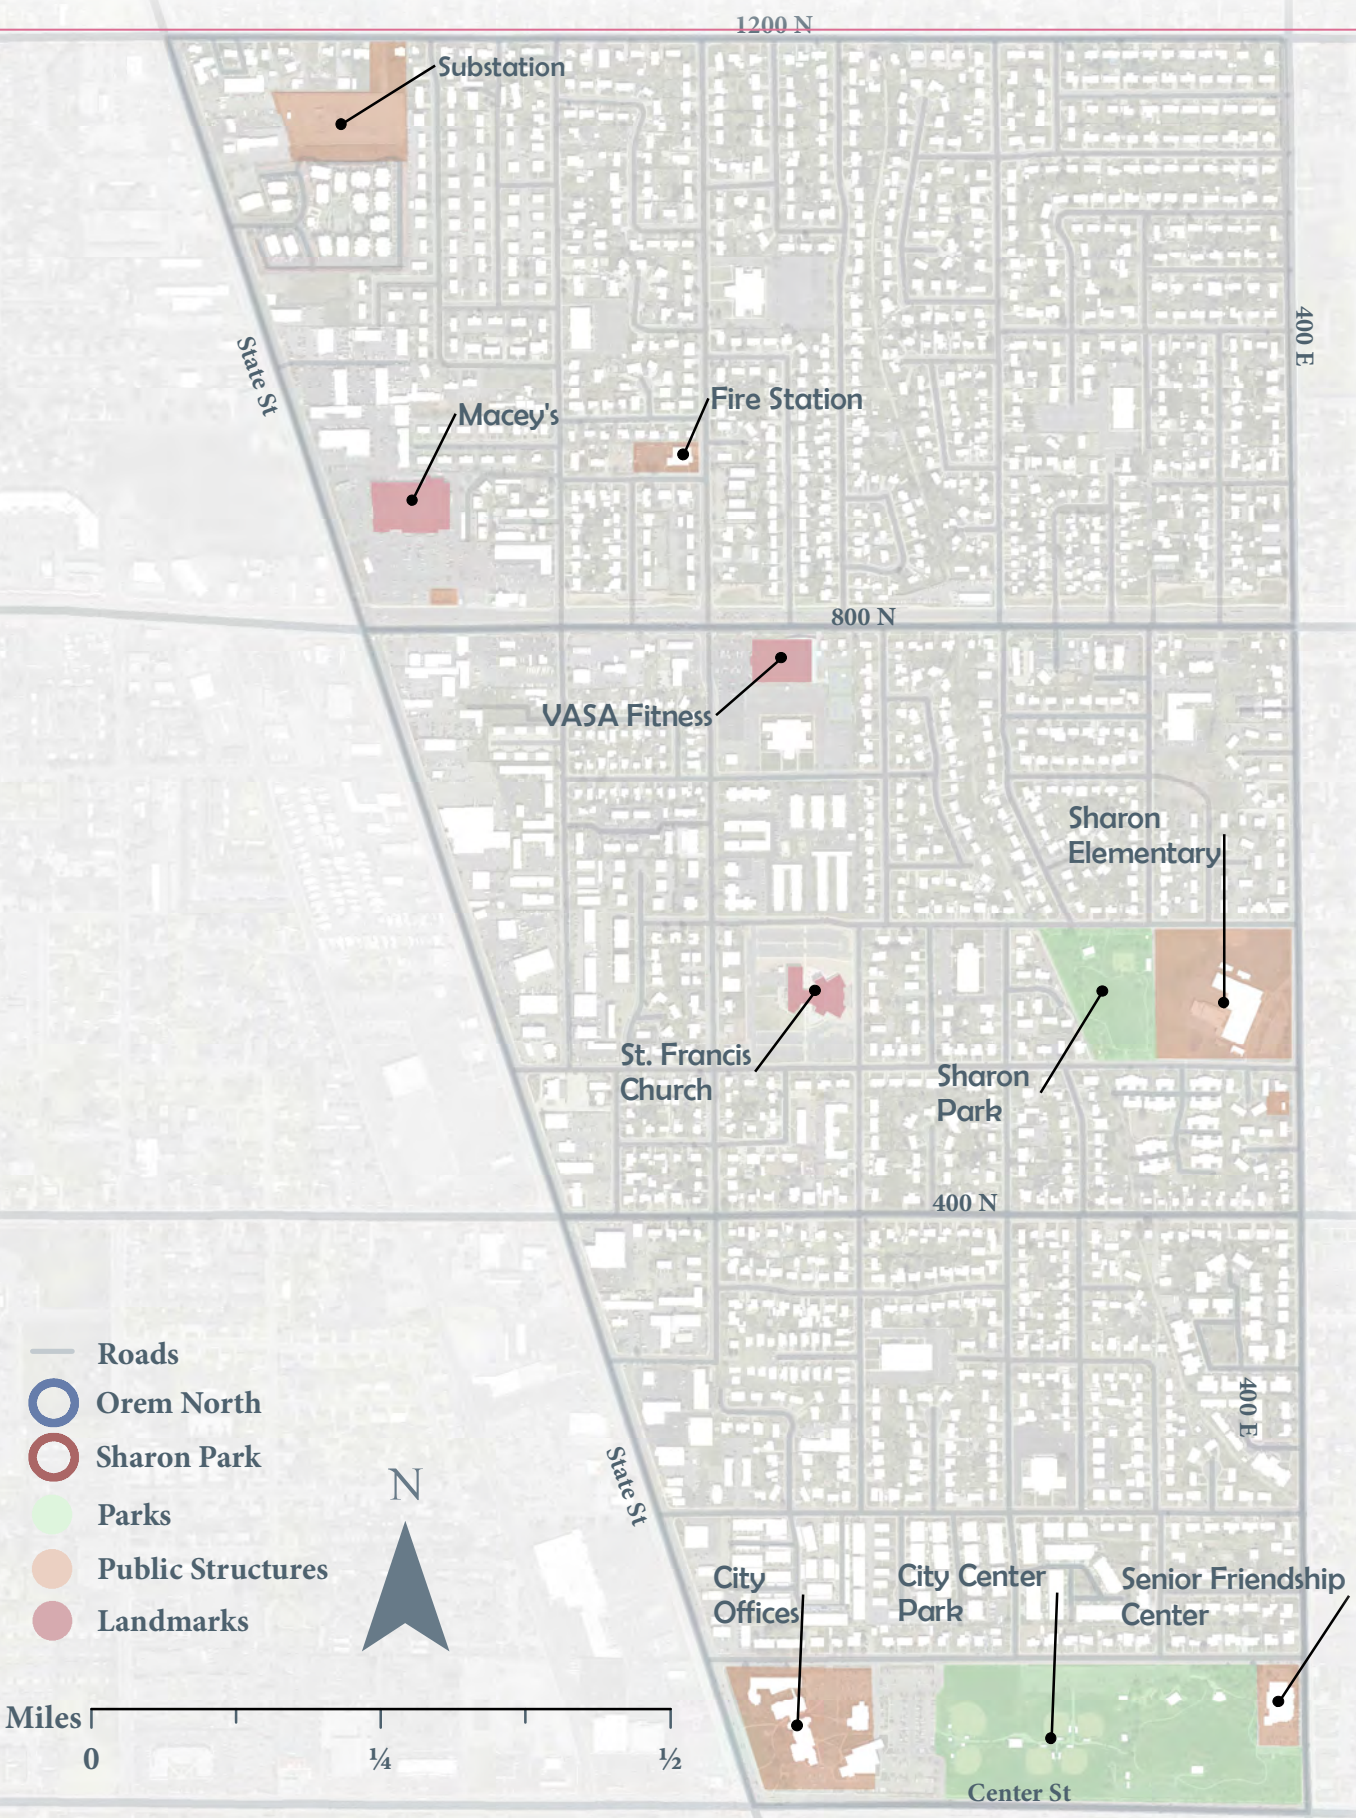 1200 N
Substation
400 E
State St
Fire Station
Macey's
800 N
VASA Fitness
Sharon
Elementary
St. Francis
Church
Sharon
Park
400 N
Roads
Orem North
Sharon Park
Parks
Public Structures
Landmarks
N
400 E
State St
City
Offices
City Center
Park
Senior Friendship
Center
Miles
0
¼
½
Center St